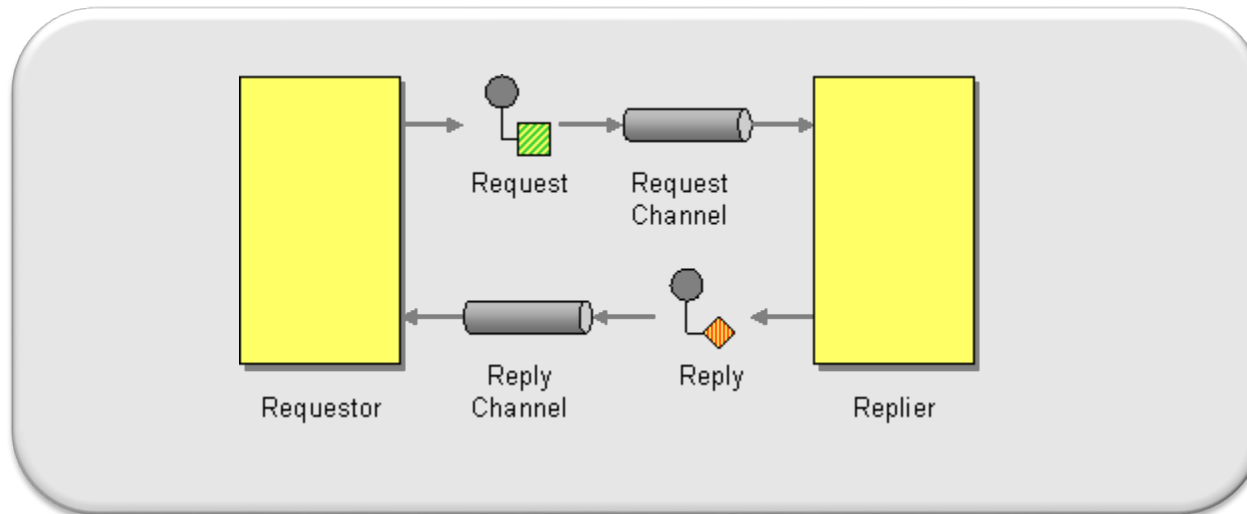 Request
Request
Channel
Reply
Channel
Reply
Requestor
Replier